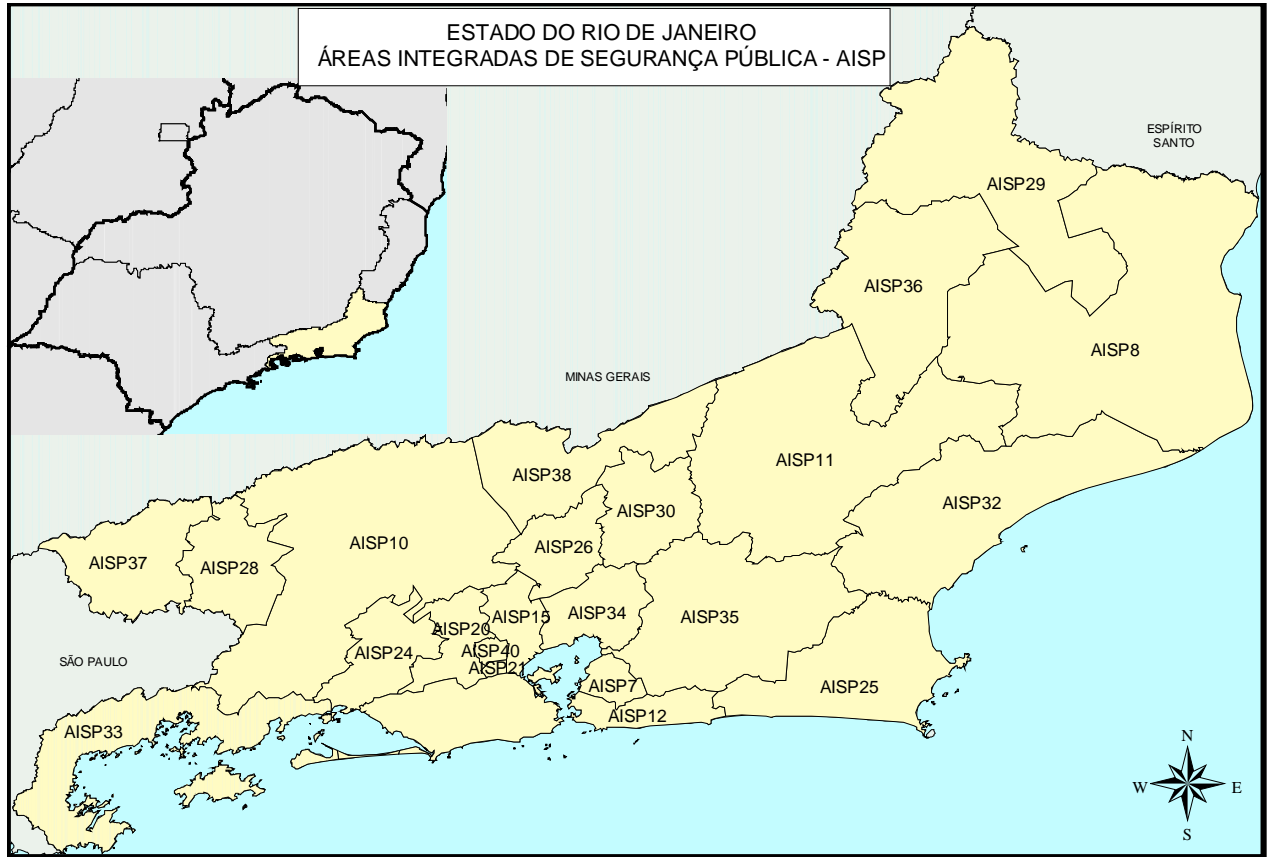 ESTADO DO RIO DE JANEIRO
ÁREAS INTEGRADAS DE SEGURANÇA PÚBLICA - AISP
ESPÍRITO
SANTO
AISP29
AISP36
AISP8
MINAS GERAIS
AISP11
AISP38
AISP32
AISP30
AISP10
AISP26
AISP37
AISP28
AISP15
AISP34
AISP35
AISP20
AISP24
AISP40
SÃO PAULO
AISP21
AISP7
AISP25
AISP12
AISP33
N
W
E
S